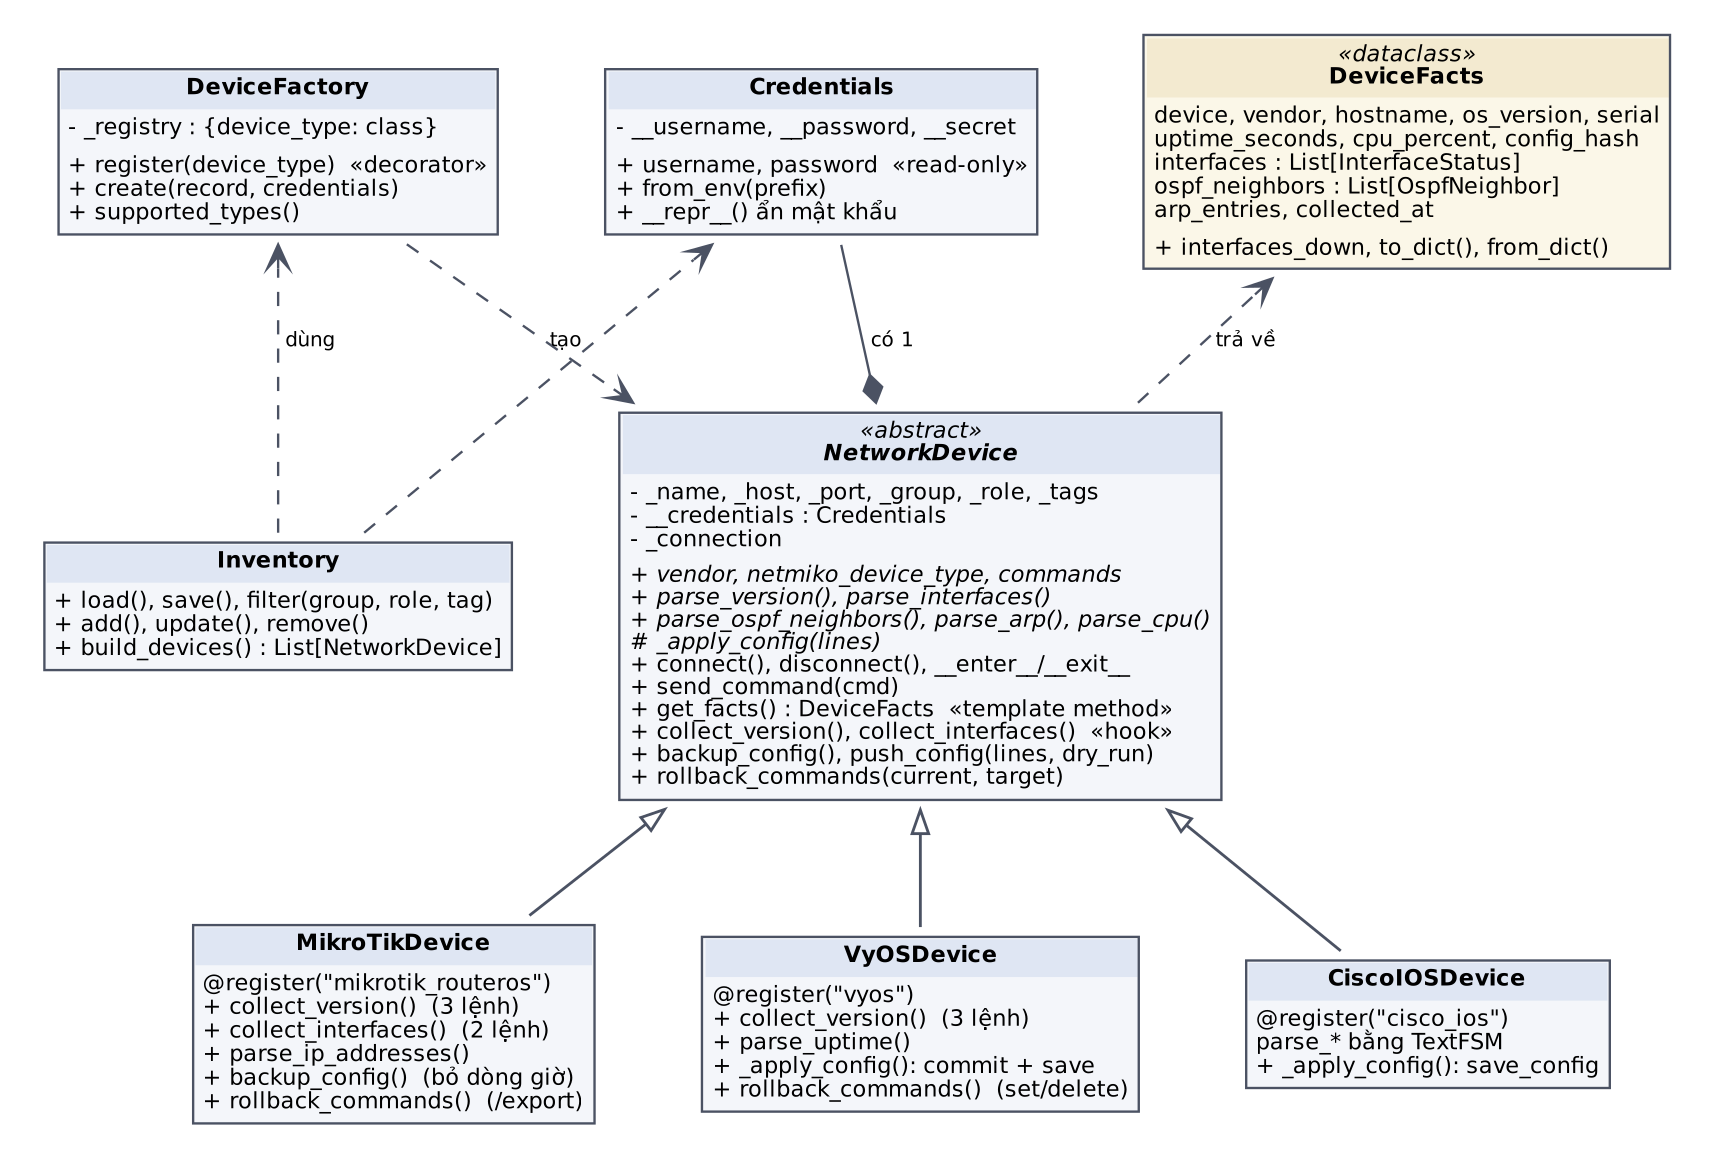 DeviceFactory
- _registry : {device_type: class}
+ register(device_type)  «decorator»
+ create(record, credentials)
+ supported_types()
Credentials
- __username, __password, __secret
+ username, password  «read-only»
+ from_env(prefix)
+ __repr__() ẩn mật khẩu
«dataclass»
DeviceFacts
device, vendor, hostname, os_version, serial
uptime_seconds, cpu_percent, config_hash
interfaces : List[InterfaceStatus]
ospf_neighbors : List[OspfNeighbor]
arp_entries, collected_at
+ interfaces_down, to_dict(), from_dict()
dùng
tạo
có 1
trả về
Inventory
+ load(), save(), filter(group, role, tag)
+ add(), update(), remove()
+ build_devices() : List[NetworkDevice]
«abstract»
NetworkDevice
- _name, _host, _port, _group, _role, _tags
- __credentials : Credentials
- _connection
+ vendor, netmiko_device_type, commands
+ parse_version(), parse_interfaces()
+ parse_ospf_neighbors(), parse_arp(), parse_cpu()
# _apply_config(lines)
+ connect(), disconnect(), __enter__/__exit__
+ send_command(cmd)
+ get_facts() : DeviceFacts  «template method»
+ collect_version(), collect_interfaces()  «hook»
+ backup_config(), push_config(lines, dry_run)
+ rollback_commands(current, target)
MikroTikDevice
@register("mikrotik_routeros")
+ collect_version()  (3 lệnh)
+ collect_interfaces()  (2 lệnh)
+ parse_ip_addresses()
+ backup_config()  (bỏ dòng giờ)
+ rollback_commands()  (/export)
VyOSDevice
@register("vyos")
+ collect_version()  (3 lệnh)
+ parse_uptime()
+ _apply_config(): commit + save
+ rollback_commands()  (set/delete)
CiscoIOSDevice
@register("cisco_ios")
parse_* bằng TextFSM
+ _apply_config(): save_config